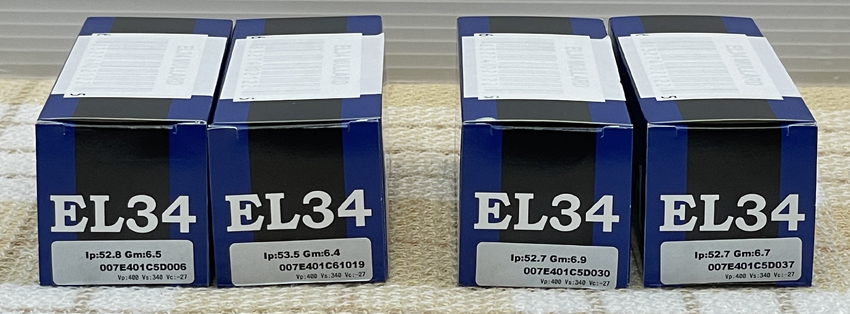 EL34
Ip:52.8 Gm:6.5
007E401C5D006
Vp:400 Vs:340 Vc:-27
EL34
Ip:53.5 Gm:6.4
007E401C61019
Vp:400 Vs:340 Vc:-27
EL34
Ip:52.7 Gm:6.9
007E401C5D030
Vp:400 Vs:340 Vc:-27
EL34
Ip:52.7 Gm:6.7
007E401C5D037
Vp:400 Vs:340 Vc:-27